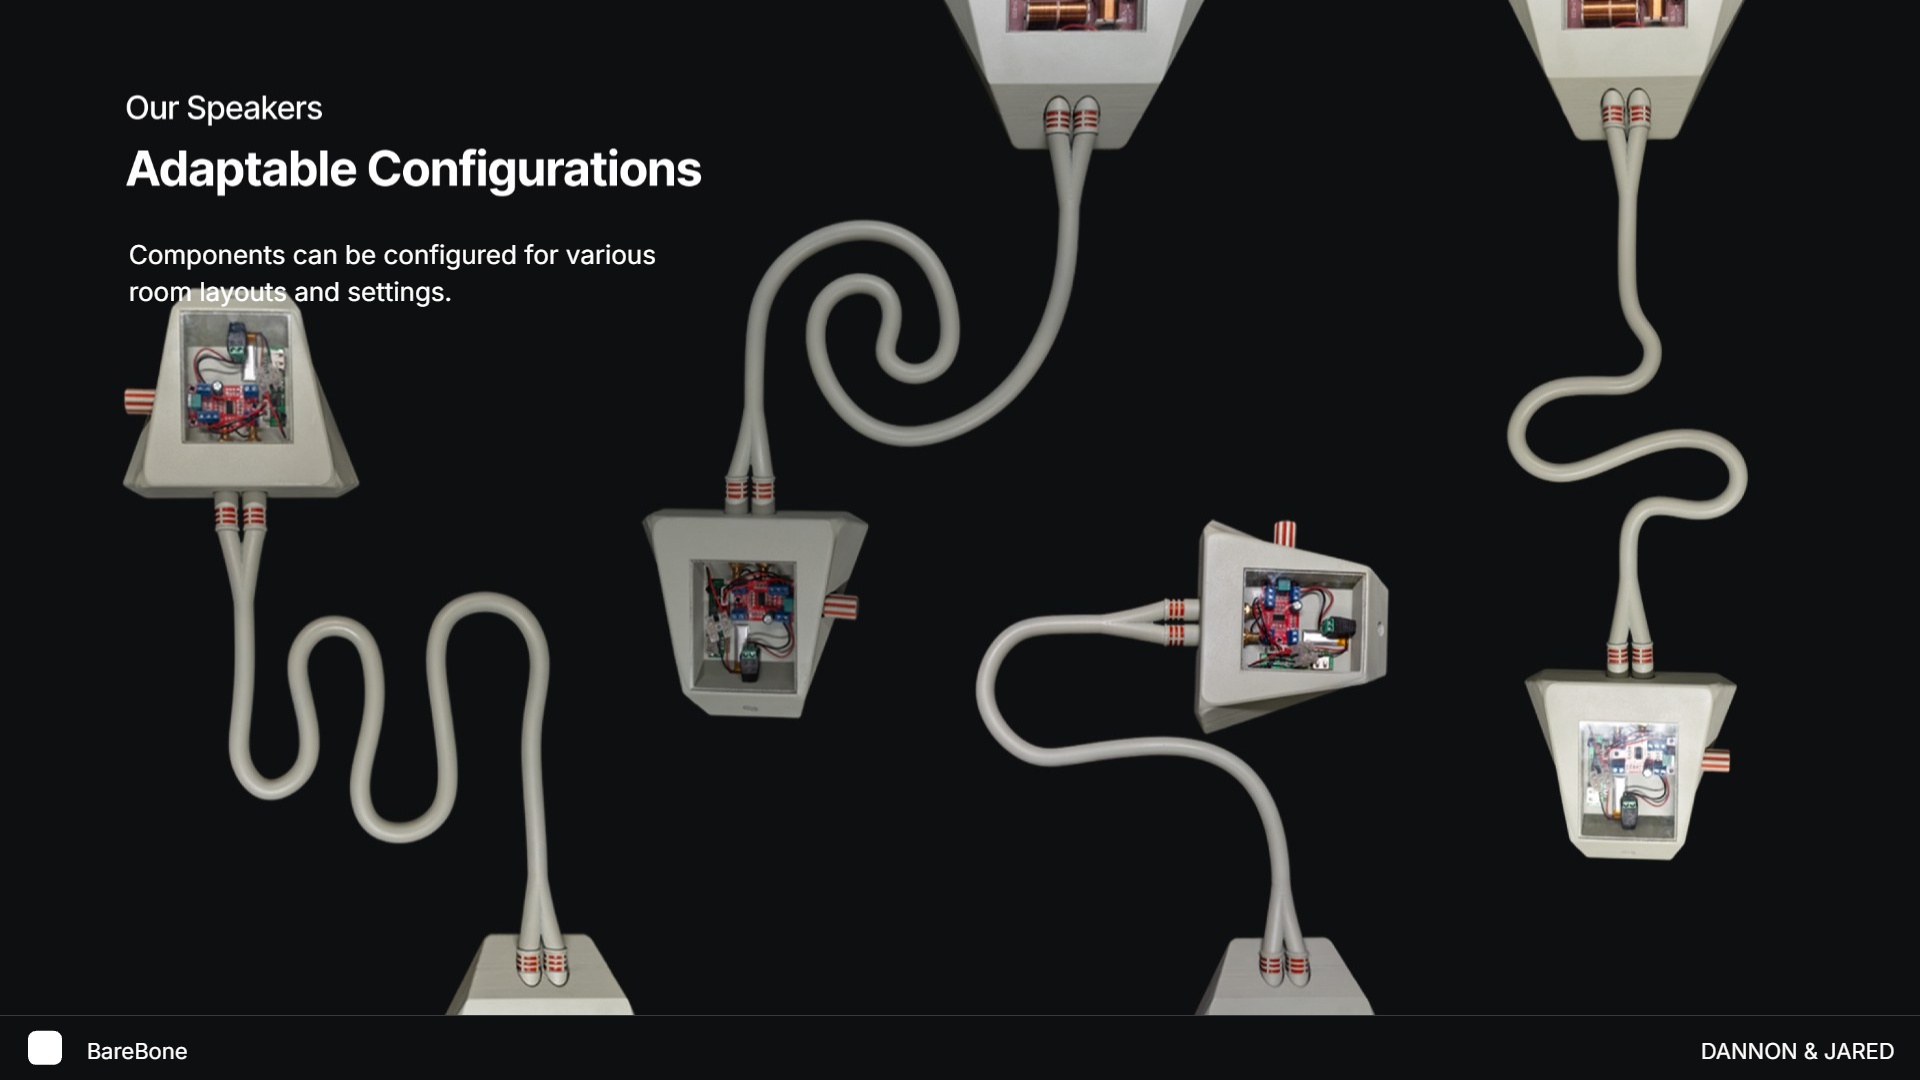 Our Speakers
Adaptable Configurations
Components can be configured for various
room layouts and settings.
BareBone
DANNON & JARED